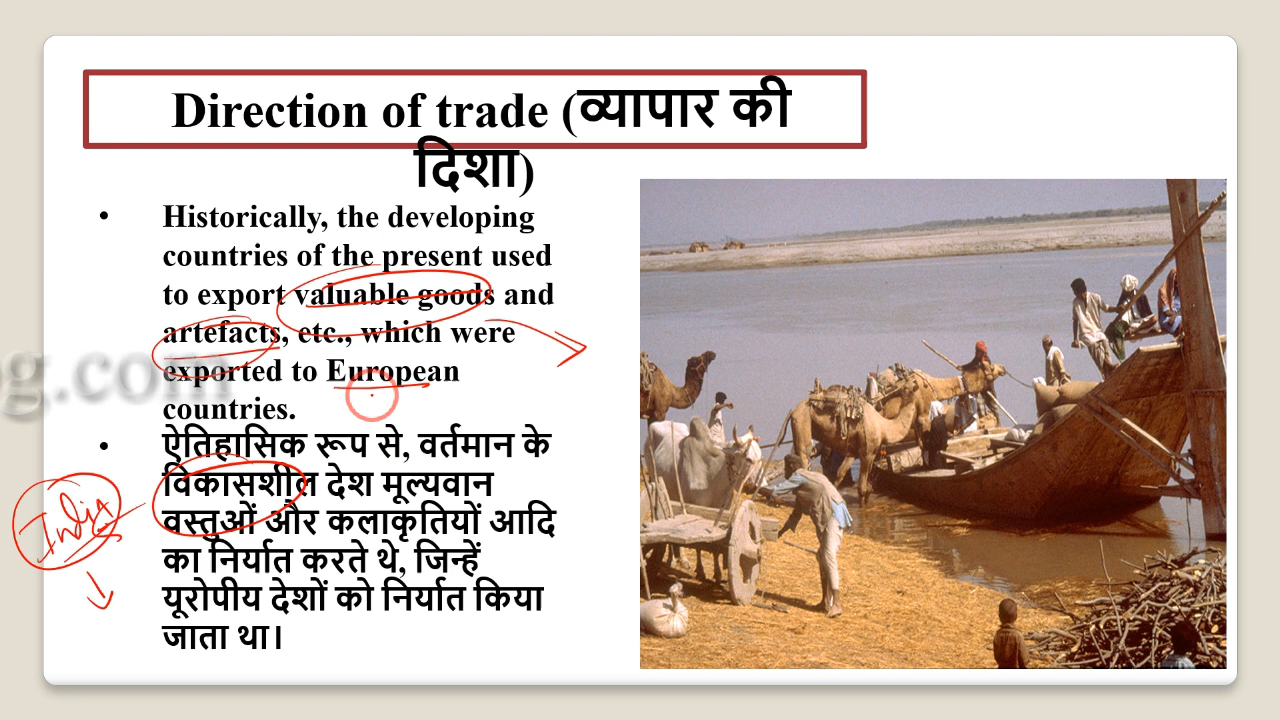 Direction of trade (व्यापार की
दिशा)
• Historically, the developing
countries of the present used
to export valuable goods and
artefacts, etc., which were
exported to European
countries.
• ऐतिहासिक रूप से, वर्तमान के
विकासशील देश मूल्यवान
वस्तुओं और कलाकृतियों आदि
का निर्यात करते थे, जिन्हें
यूरोपीय देशों को निर्यात किया
जाता था।
India
g.com